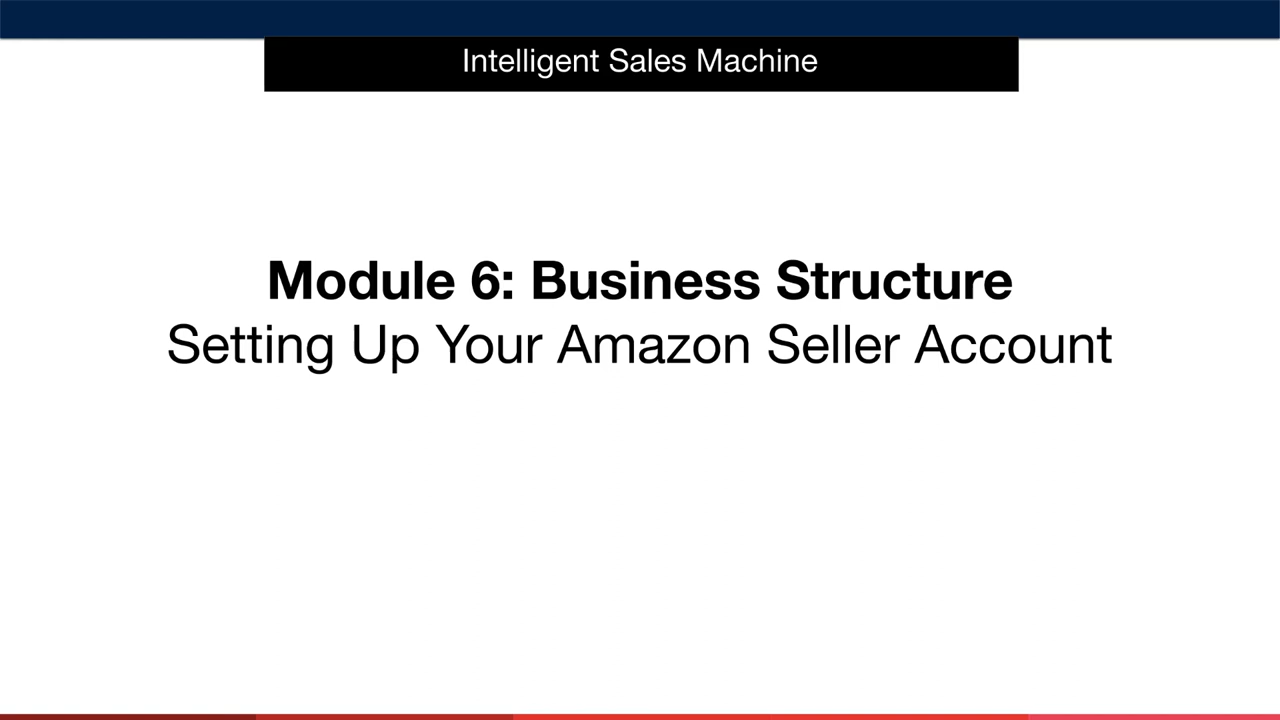 Intelligent Sales Machine
Module 6: Business Structure
Setting Up Your Amazon Seller Account